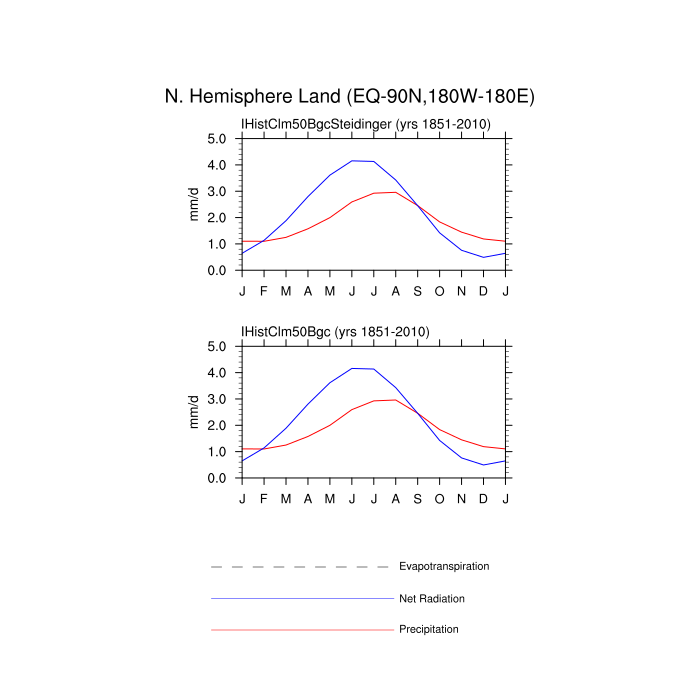 N. Hemisphere Land (EQ-90N,180W-180E)
IHistClm50BgcSteidinger (yrs 1851-2010)
5.0
4.0
3.0
2.0
1.0
0.0
mm/d
J F M A M J J A S O N D J
IHistClm50Bgc (yrs 1851-2010)
5.0
4.0
3.0
2.0
1.0
0.0
mm/d
J F M A M J J A S O N D J
Evapotranspiration
Net Radiation
Precipitation